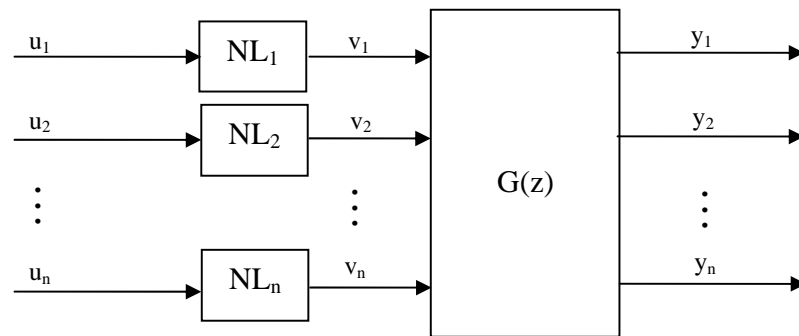 u₁ NL₁ v₁ y₁
u₂ NL₂ v₂ y₂
G(z)
⋮ ⋮ ⋮
uₙ NLₙ vₙ yₙ